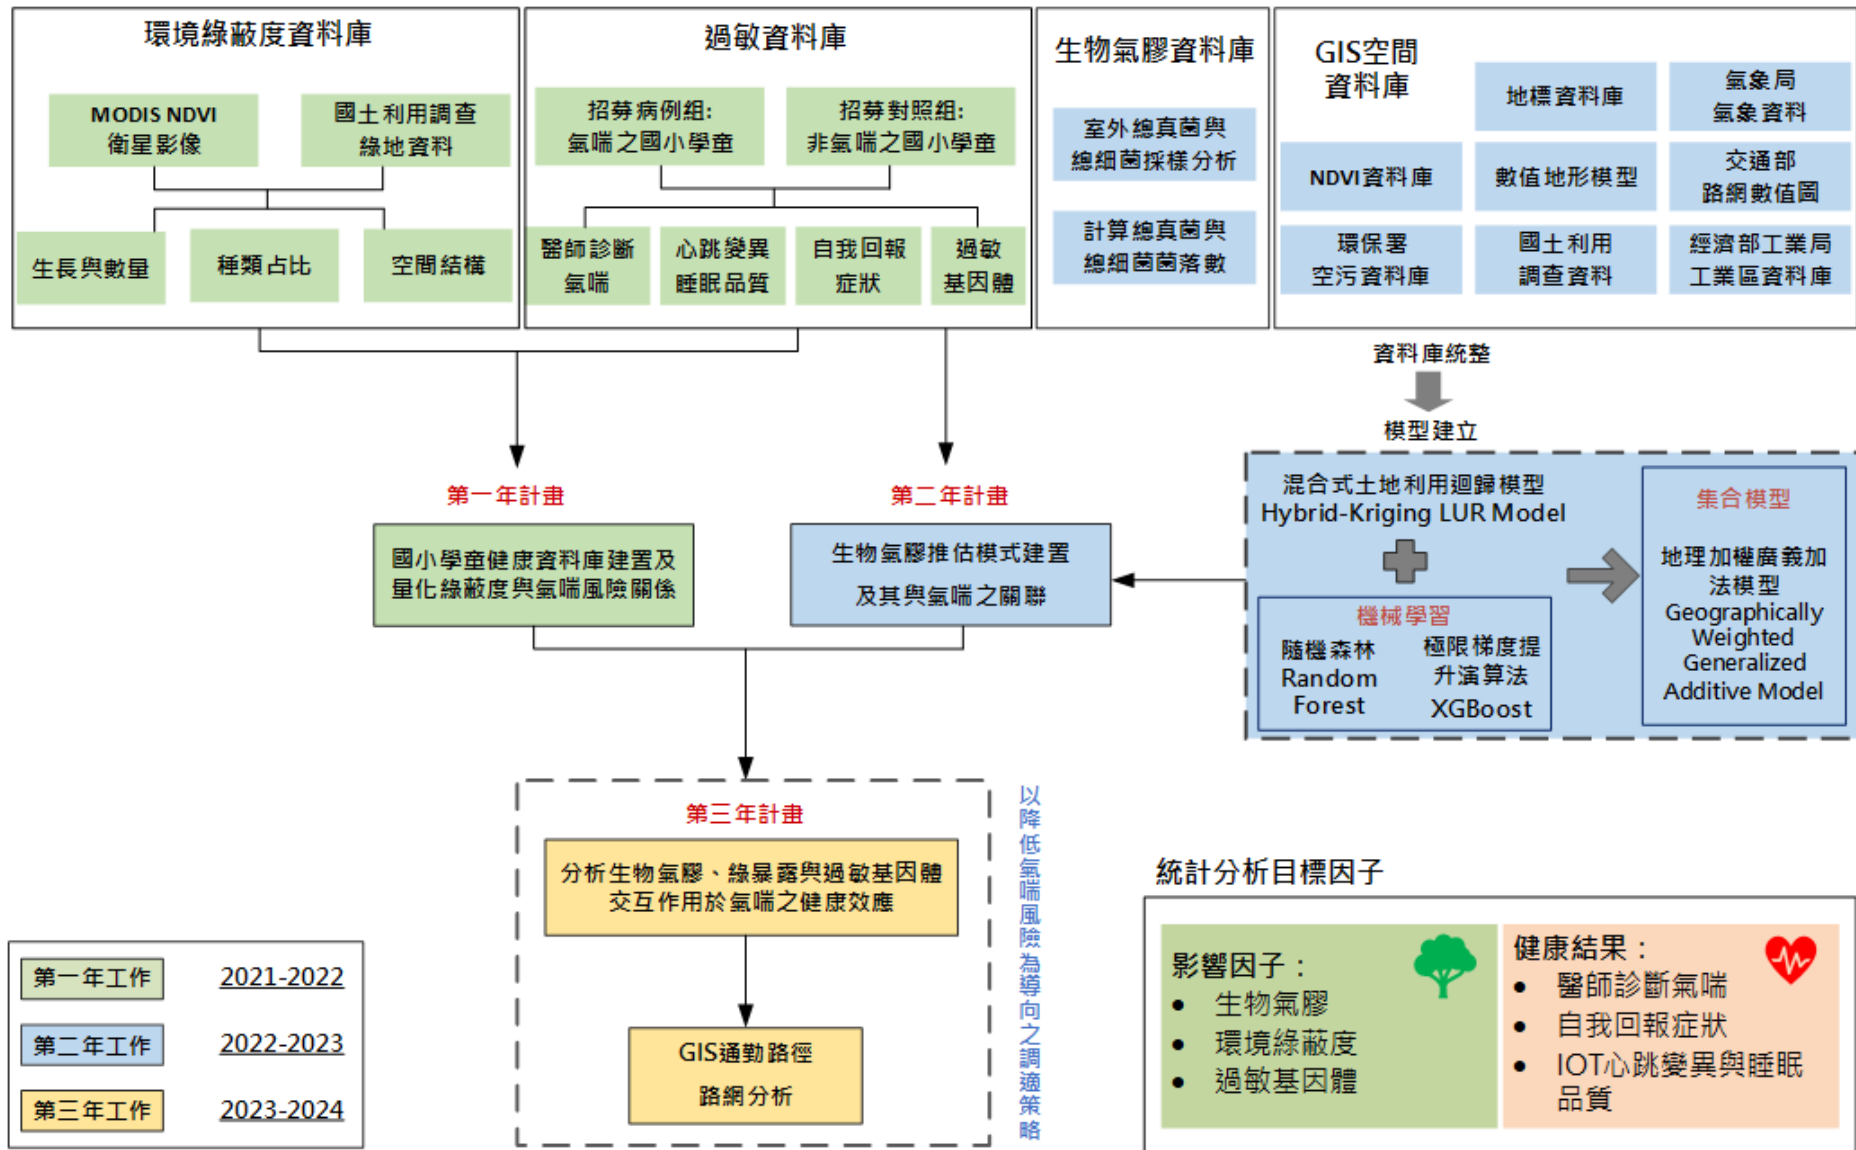 環境綠蔽度資料庫
MODIS NDVI
衛星影像
國土利用調查
綠地資料
生長與數量
種類占比
空間結構
過敏資料庫
招募病例組:
氣喘之國小學童
招募對照組:
非氣喘之國小學童
醫師診斷
氣喘
心跳變異
睡眠品質
自我回報
症狀
過敏
基因體
生物氣膠資料庫
室外總真菌與
總細菌採樣分析
計算總真菌與
總細菌菌落數
GIS空間
資料庫
地標資料庫
氣象局
氣象資料
NDVI資料庫
數值地形模型
交通部
路網數值圖
環保署
空污資料庫
國土利用
調查資料
經濟部工業局
工業區資料庫
資料庫統整
模型建立
混合式土地利用迴歸模型
Hybrid-Kriging LUR Model
機械學習
隨機森林
Random
Forest
極限梯度提
升演算法
XGBoost
集合模型
地理加權廣義加
法模型
Geographically
Weighted
Generalized
Additive Model
第一年計畫
國小學童健康資料庫建置及
量化綠蔽度與氣喘風險關係
第二年計畫
生物氣膠推估模式建置
及其與氣喘之關聯
第三年計畫
分析生物氣膠、綠暴露與過敏基因體
交互作用於氣喘之健康效應
GIS通勤路徑
路網分析
以降低氣喘風險為導向之調適策略
第一年工作 2021-2022
第二年工作 2022-2023
第三年工作 2023-2024
統計分析目標因子
影響因子：
• 生物氣膠
• 環境綠蔽度
• 過敏基因體
健康結果：
• 醫師診斷氣喘
• 自我回報症狀
• IOT心跳變異與睡眠
品質